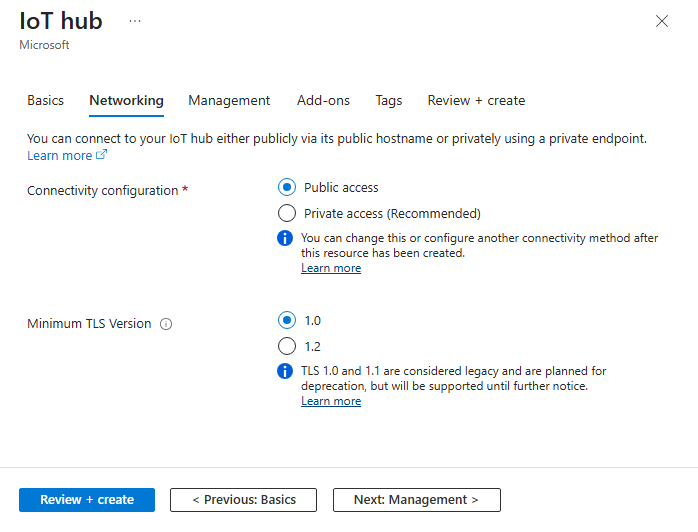 IoT hub ...
Microsoft
Basics Networking Management Add-ons Tags Review + create
You can connect to your IoT hub either publicly via its public hostname or privately using a private endpoint.
Learn more
Connectivity configuration *
Public access
Private access (Recommended)
You can change this or configure another connectivity method after
this resource has been created.
Learn more
Minimum TLS Version
1.0
1.2
TLS 1.0 and 1.1 are considered legacy and are planned for
deprecation, but will be supported until further notice.
Learn more
Review + create < Previous: Basics Next: Management >